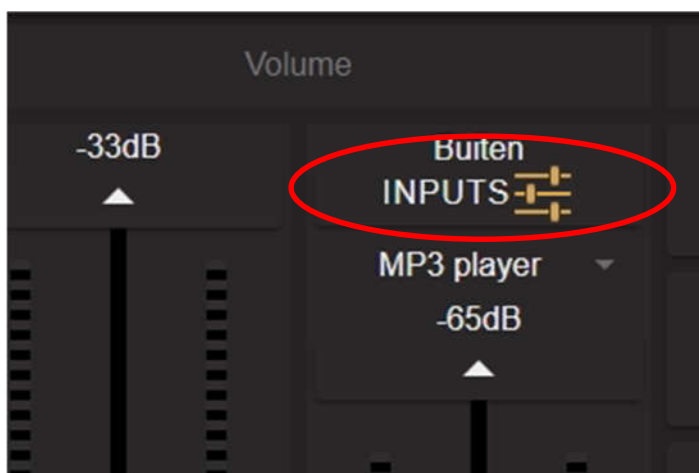 Volume
-33dB
Buiten
INPUTS
MP3 player
-65dB